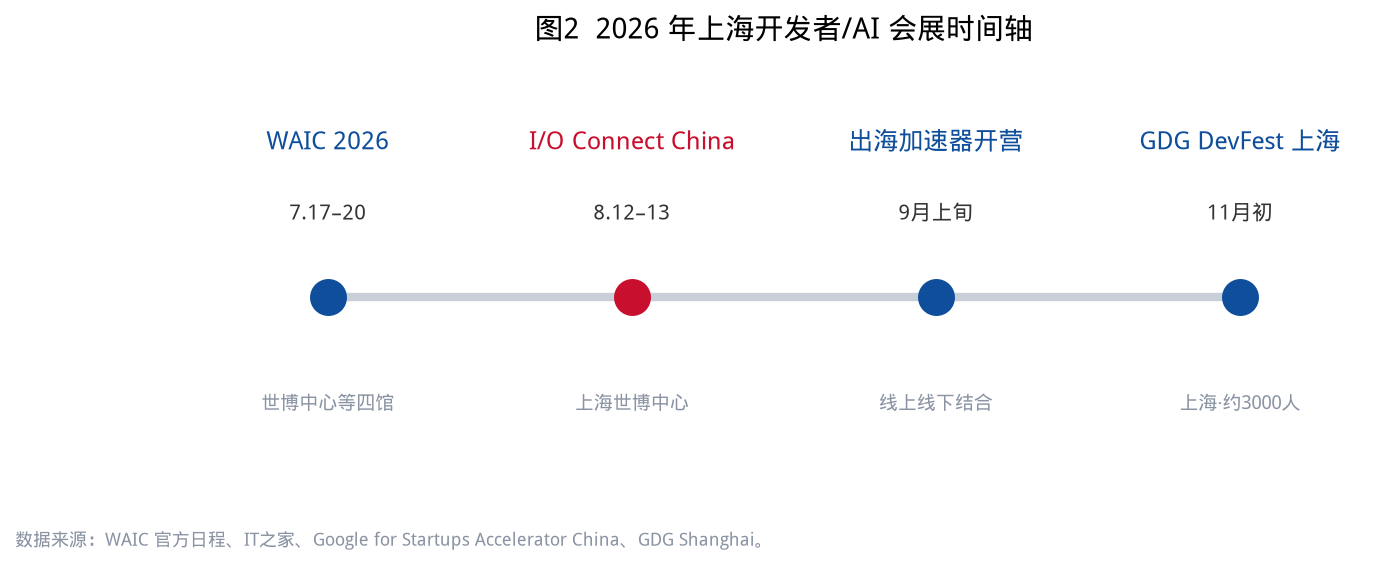 图2 2026 年上海开发者/AI 会展时间轴
WAIC 2026
I/O Connect China
出海加速器开营
GDG DevFest 上海
7.17–20
8.12–13
9月上旬
11月初
世博中心等四馆
上海世博中心
线上线下结合
上海·约3000人
数据来源：WAIC 官方日程、IT之家、Google for Startups Accelerator China、GDG Shanghai。